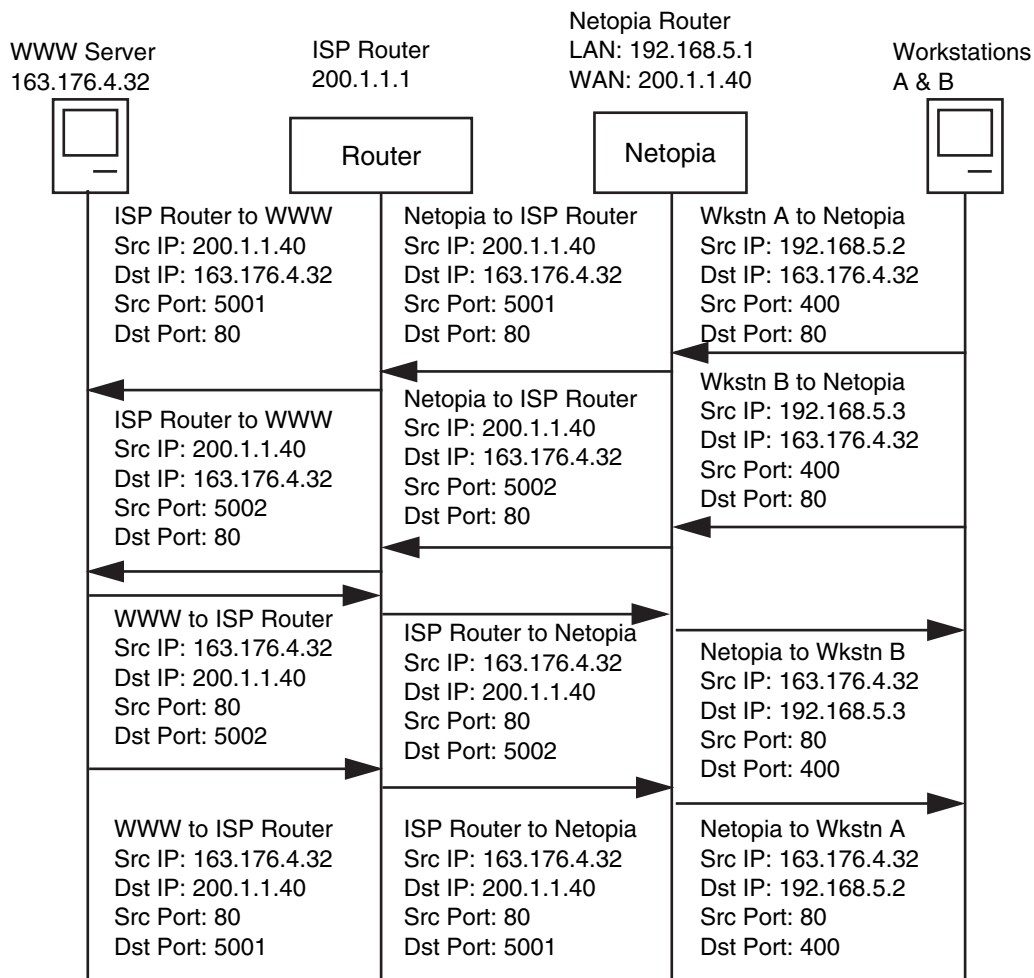 WWW Server
163.176.4.32
ISP Router
200.1.1.1
Netopia Router
LAN: 192.168.5.1
WAN: 200.1.1.40
Workstations
A & B
Router
Netopia
ISP Router to WWW
Src IP: 200.1.1.40
Dst IP: 163.176.4.32
Src Port: 5001
Dst Port: 80
Netopia to ISP Router
Src IP: 200.1.1.40
Dst IP: 163.176.4.32
Src Port: 5001
Dst Port: 80
Wkstn A to Netopia
Src IP: 192.168.5.2
Dst IP: 163.176.4.32
Src Port: 400
Dst Port: 80
ISP Router to WWW
Src IP: 200.1.1.40
Dst IP: 163.176.4.32
Src Port: 5002
Dst Port: 80
Netopia to ISP Router
Src IP: 200.1.1.40
Dst IP: 163.176.4.32
Src Port: 5002
Dst Port: 80
Wkstn B to Netopia
Src IP: 192.168.5.3
Dst IP: 163.176.4.32
Src Port: 400
Dst Port: 80
WWW to ISP Router
Src IP: 163.176.4.32
Dst IP: 200.1.1.40
Src Port: 80
Dst Port: 5002
ISP Router to Netopia
Src IP: 163.176.4.32
Dst IP: 200.1.1.40
Src Port: 80
Dst Port: 5002
Netopia to Wkstn B
Src IP: 163.176.4.32
Dst IP: 192.168.5.3
Src Port: 80
Dst Port: 400
WWW to ISP Router
Src IP: 163.176.4.32
Dst IP: 200.1.1.40
Src Port: 80
Dst Port: 5001
ISP Router to Netopia
Src IP: 163.176.4.32
Dst IP: 200.1.1.40
Src Port: 80
Dst Port: 5001
Netopia to Wkstn A
Src IP: 163.176.4.32
Dst IP: 192.168.5.2
Src Port: 80
Dst Port: 400